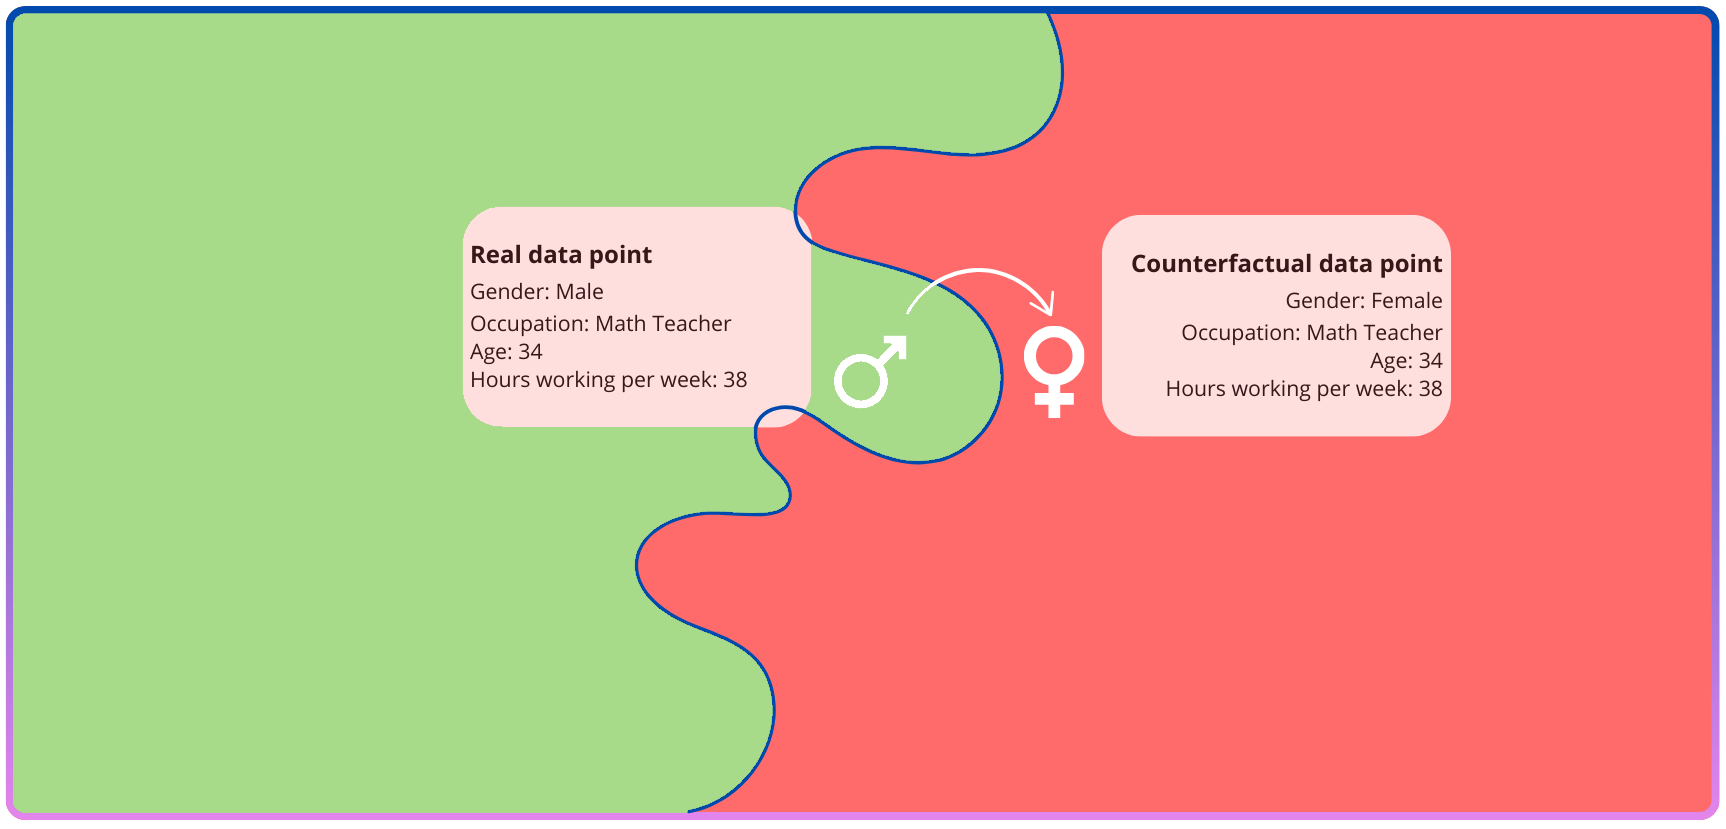 Real data point
Gender: Male
Occupation: Math Teacher
Age: 34
Hours working per week: 38
Counterfactual data point
Gender: Female
Occupation: Math Teacher
Age: 34
Hours working per week: 38